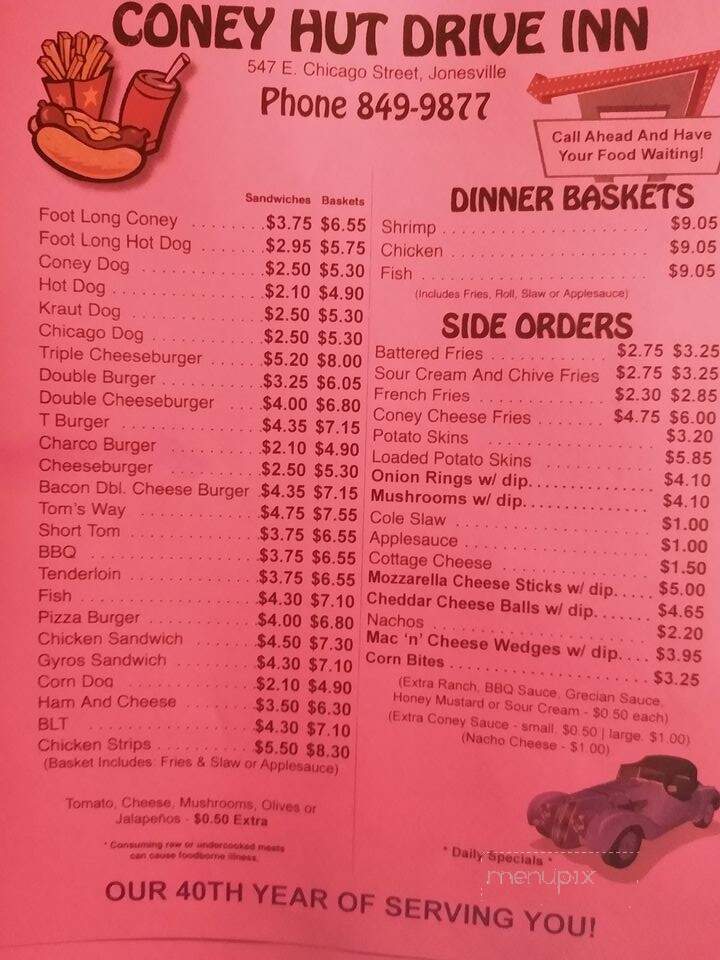 CONEY HUT DRIVE INN
547 E. Chicago Street, Jonesville
Phone 849-9877
Call Ahead And Have
Your Food Waiting!
Sandwiches Baskets
Foot Long Coney ........ $3.75 $6.55
Foot Long Hot Dog ...... $2.95 $5.75
Coney Dog ............ $2.50 $5.30
Hot Dog ............... $2.10 $4.90
Kraut Dog ............. $2.50 $5.30
Chicago Dog ........... $2.50 $5.30
Triple Cheeseburger ..... $5.20 $8.00
Double Burger .......... $3.25 $6.05
Double Cheeseburger .... $4.00 $6.80
T Burger ............... $4.35 $7.15
Charco Burger .......... $2.10 $4.90
Cheeseburger .......... $2.50 $5.30
Bacon Dbl. Cheese Burger .$4.35 $7.15
Tom's Way ............. $4.75 $7.55
Short Tom ............. $3.75 $6.55
BBQ .................. $3.75 $6.55
Tenderloin ............. $3.75 $6.55
Fish ................... $4.30 $7.10
Pizza Burger ........... $4.00 $6.80
Chicken Sandwich ....... $4.50 $7.30
Gyros Sandwich ........ $4.30 $7.10
Corn Dog .............. $2.10 $4.90
Ham And Cheese ....... $3.50 $6.30
BLT .................. $4.30 $7.10
Chicken Strips .......... $5.50 $8.30
(Basket Includes: Fries & Slaw or Applesauce)
Tomato, Cheese, Mushrooms, Olives or
Jalapeños - $0.50 Extra
* Consuming raw or undercooked meats
can cause foodborne illness.
DINNER BASKETS
Shrimp ........................ $9.05
Chicken ....................... $9.05
Fish .......................... $9.05
(Includes Fries, Roll, Slaw or Applesauce)
SIDE ORDERS
Battered Fries ............ $2.75 $3.25
Sour Cream And Chive Fries $2.75 $3.25
French Fries ............. $2.30 $2.85
Coney Cheese Fries ....... $4.75 $6.00
Potato Skins .................. $3.20
Loaded Potato Skins .......... $5.85
Onion Rings w/ dip............. $4.10
Mushrooms w/ dip.............. $4.10
Cole Slaw .................... $1.00
Applesauce ................... $1.00
Cottage Cheese ............... $1.50
Mozzarella Cheese Sticks w/ dip..... $5.00
Cheddar Cheese Balls w/ dip....... $4.65
Nachos ....................... $2.20
Mac 'n' Cheese Wedges w/ dip.... $3.95
Corn Bites .................... $3.25
(Extra Ranch, BBQ Sauce, Grecian Sauce,
Honey Mustard or Sour Cream - $0.50 each)
(Extra Coney Sauce - small, $0.50 | large, $1.00)
(Nacho Cheese - $1.00)
* Daily Specials *
menupix
OUR 40TH YEAR OF SERVING YOU!